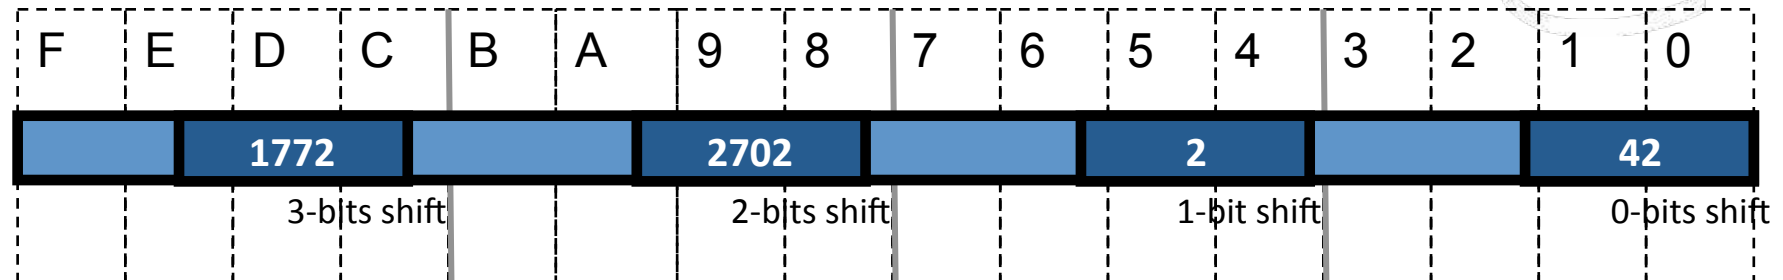 F E D C B A 9 8 7 6 5 4 3 2 1 0
1772 2702 2 42
3-bits shift 2-bits shift 1-bit shift 0-bits shift